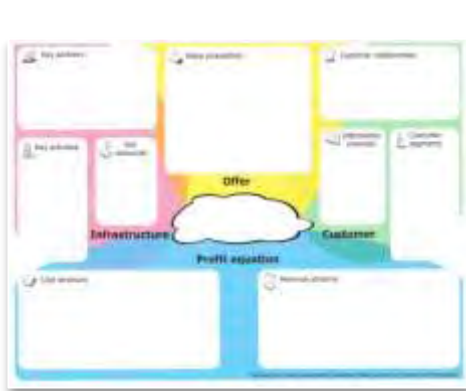 Key partners
Value proposition
Customer relationships
Key activities
Key resources
Distribution channels
Customer segments
Offer
Infrastructure
Customer
Profit equation
Cost structure
Revenue streams